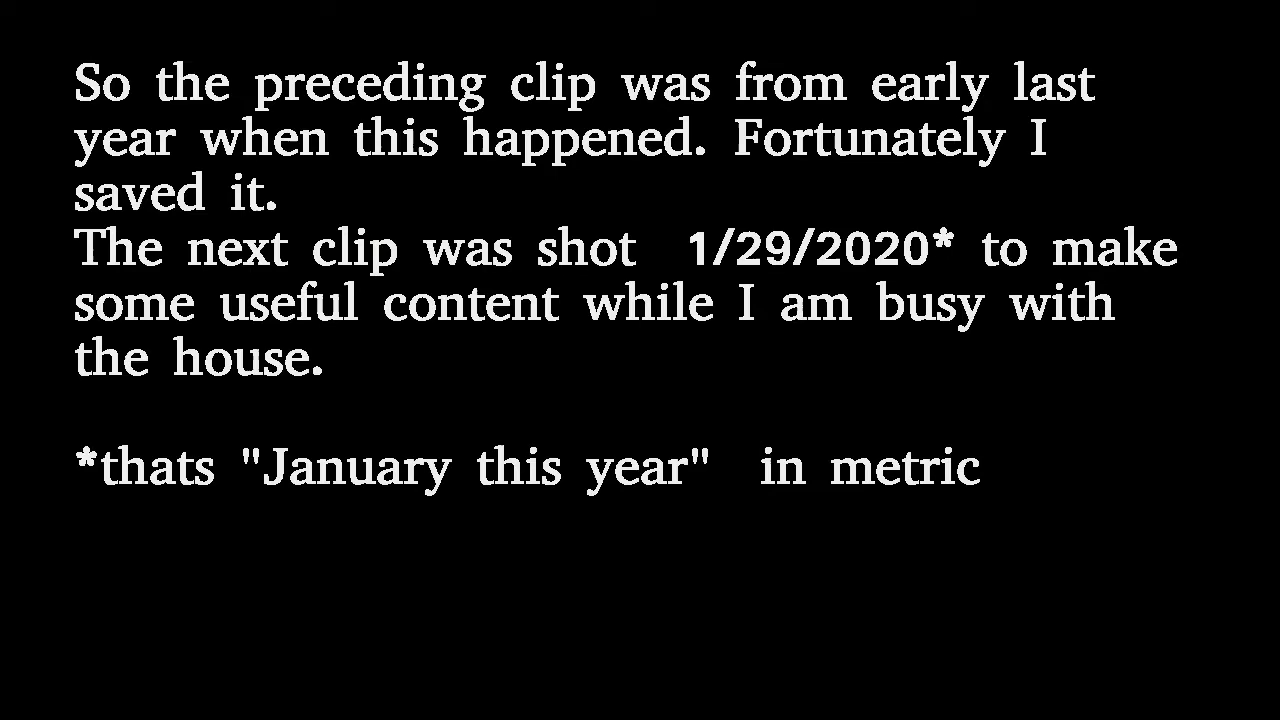 So the preceding clip was from early last
year when this happened. Fortunately I
saved it.
The next clip was shot 1/29/2020* to make
some useful content while I am busy with
the house.
*thats "January this year" in metric